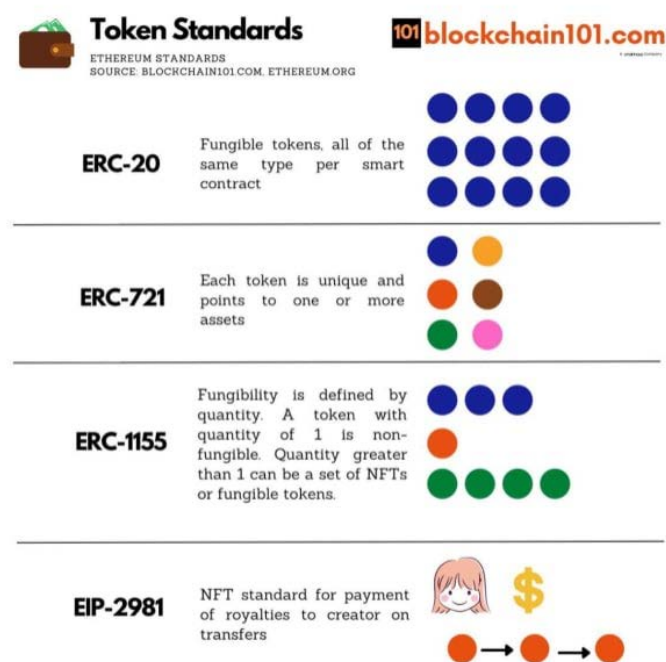 Token Standards
101 blockchain101.com
ETHEREUM STANDARDS
SOURCE: BLOCKCHAIN101.COM, ETHEREUM.ORG
ERC-20
Fungible tokens, all of the
same type per smart
contract
ERC-721
Each token is unique and
points to one or more
assets
ERC-1155
Fungibility is defined by
quantity. A token with
quantity of 1 is non-
fungible. Quantity greater
than 1 can be a set of NFTs
or fungible tokens.
EIP-2981
NFT standard for payment
of royalties to creator on
transfers
$